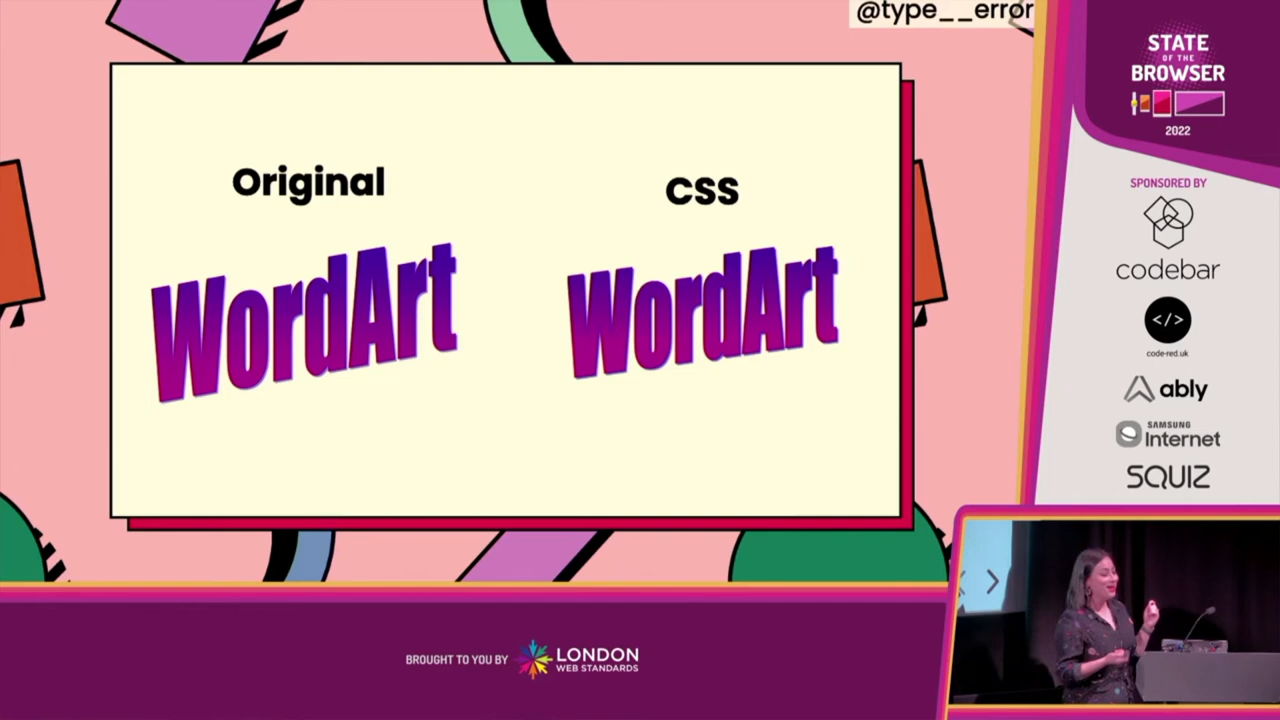 @type__error
Original
CSS
WordArt
WordArt
STATE
OF THE
BROWSER
2022
SPONSORED BY
codebar
</>
code-red.uk
ably
SAMSUNG
Internet
SQUIZ
BROUGHT TO YOU BY
LONDON
WEB STANDARDS